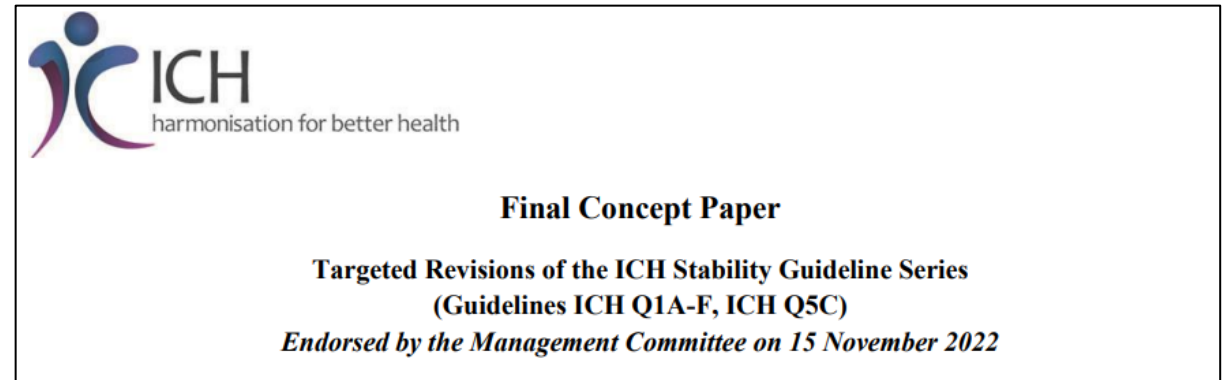 ICH
harmonisation for better health
Final Concept Paper
Targeted Revisions of the ICH Stability Guideline Series
(Guidelines ICH Q1A-F, ICH Q5C)
Endorsed by the Management Committee on 15 November 2022